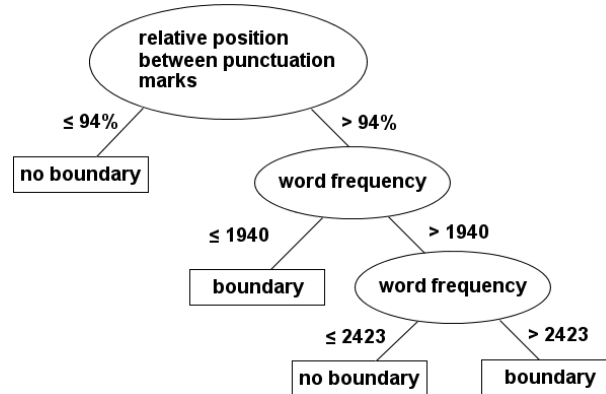 relative position
between punctuation
marks
≤ 94%
> 94%
no boundary
word frequency
≤ 1940
> 1940
boundary
word frequency
≤ 2423
> 2423
no boundary
boundary